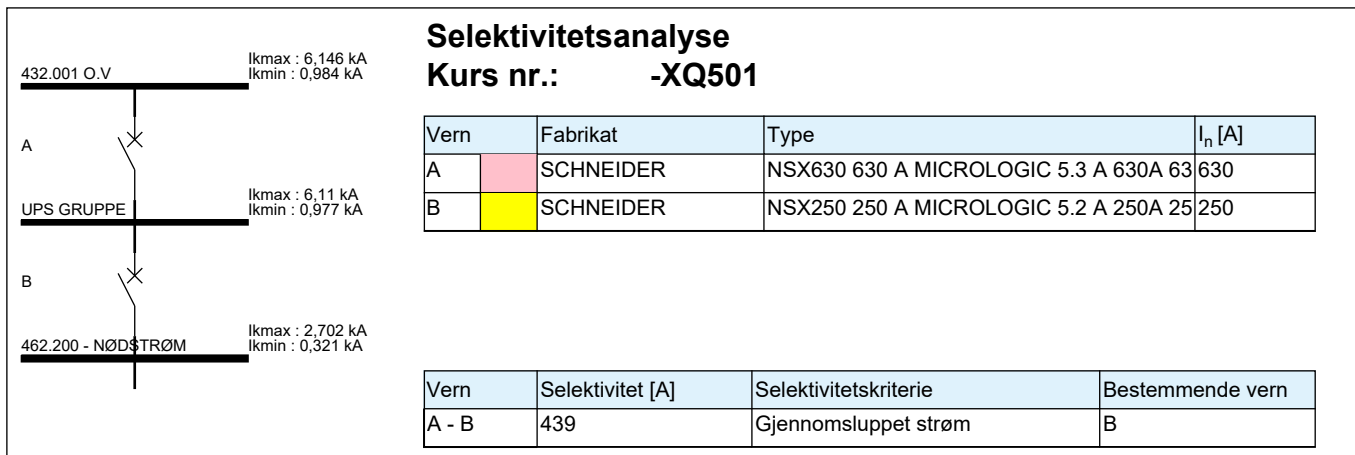 Selektivitetsanalyse
Kurs nr.: -XQ501
432.001 O.V
Ikmax : 6,146 kA
Ikmin : 0,984 kA
A
UPS GRUPPE
Ikmax : 6,11 kA
Ikmin : 0,977 kA
B
462.200 - NØDSTRØM
Ikmax : 2,702 kA
Ikmin : 0,321 kA
Vern Fabrikat Type In [A]
A SCHNEIDER NSX630 630 A MICROLOGIC 5.3 A 630A 63 630
B SCHNEIDER NSX250 250 A MICROLOGIC 5.2 A 250A 25 250
Vern Selektivitet [A] Selektivitetskriterie Bestemmende vern
A - B 439 Gjennomsluppet strøm B